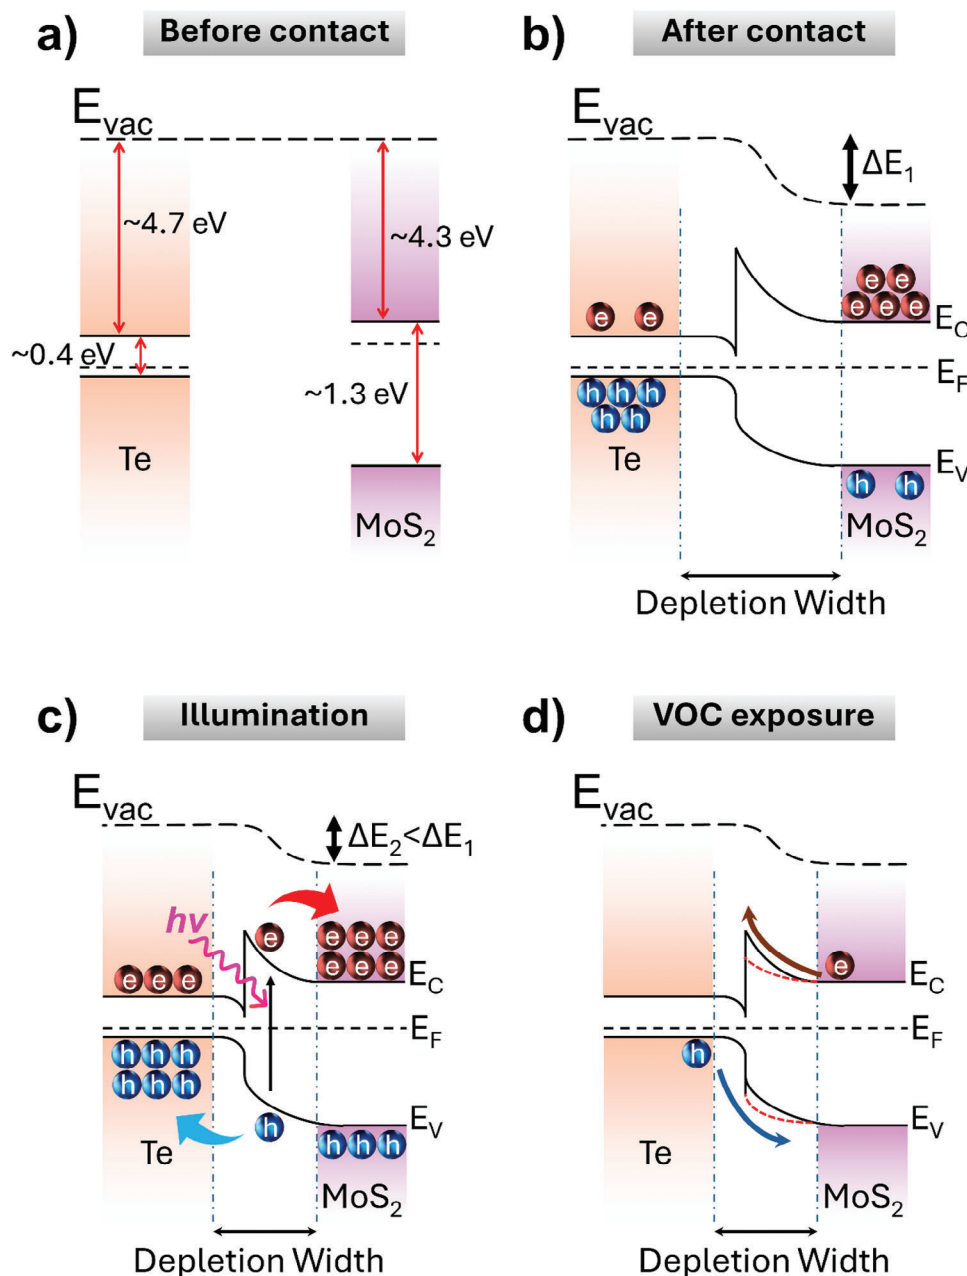 a) Before contact
E_vac
~4.7 eV
~4.3 eV
~0.4 eV
~1.3 eV
Te
MoS₂
b) After contact
E_vac
ΔE₁
e e
e e
e e e
E_C
E_F
h h h
h h
Te
E_V
h h
MoS₂
Depletion Width
c) Illumination
E_vac
ΔE₂<ΔE₁
hv
e
e e e
e e e
e e e
E_C
E_F
h h h
h h h
h
E_V
Te
h h h
MoS₂
Depletion Width
d) VOC exposure
E_vac
e
E_C
E_F
h
E_V
Te
MoS₂
Depletion Width